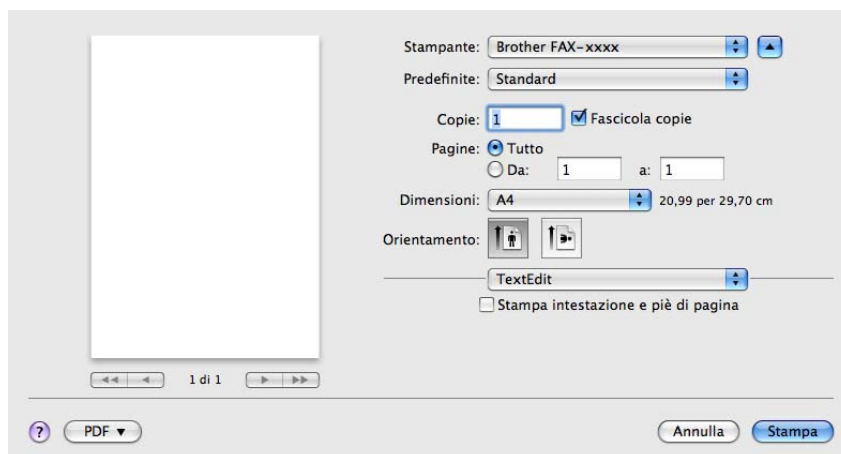 Stampante: Brother FAX-xxxx
Predefinite: Standard
Copie: 1 Fascicola copie
Pagine: Tutto
Da: 1 a: 1
Dimensioni: A4 20,99 per 29,70 cm
Orientamento:
TextEdit
Stampa intestazione e piè di pagina
1 di 1
? PDF Annulla Stampa